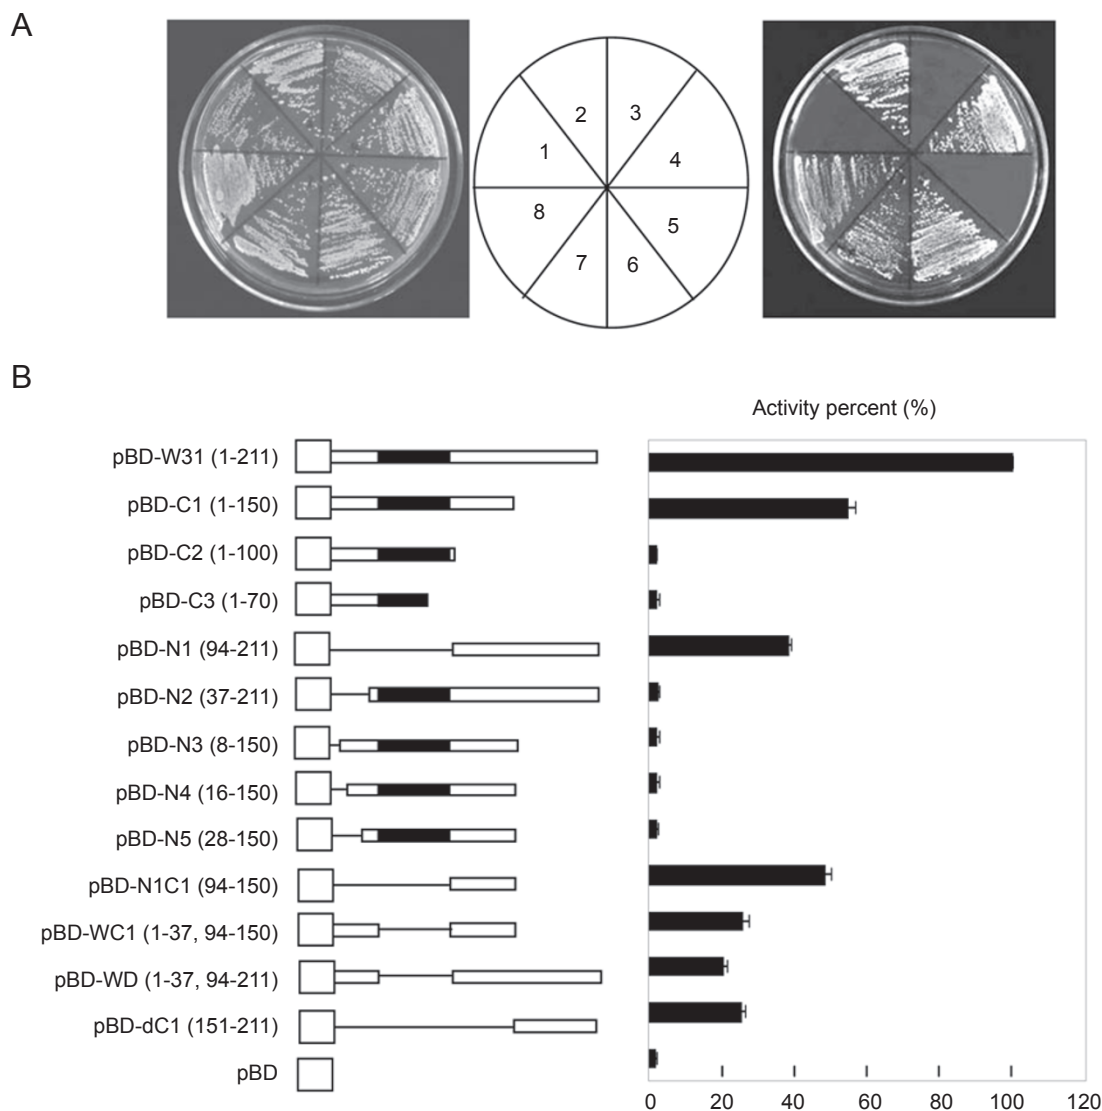 A
2
3
1
4
8
5
7
6
B
Activity percent (%)
pBD-W31 (1-211)
pBD-C1 (1-150)
pBD-C2 (1-100)
pBD-C3 (1-70)
pBD-N1 (94-211)
pBD-N2 (37-211)
pBD-N3 (8-150)
pBD-N4 (16-150)
pBD-N5 (28-150)
pBD-N1C1 (94-150)
pBD-WC1 (1-37, 94-150)
pBD-WD (1-37, 94-211)
pBD-dC1 (151-211)
pBD
0 20 40 60 80 100 120